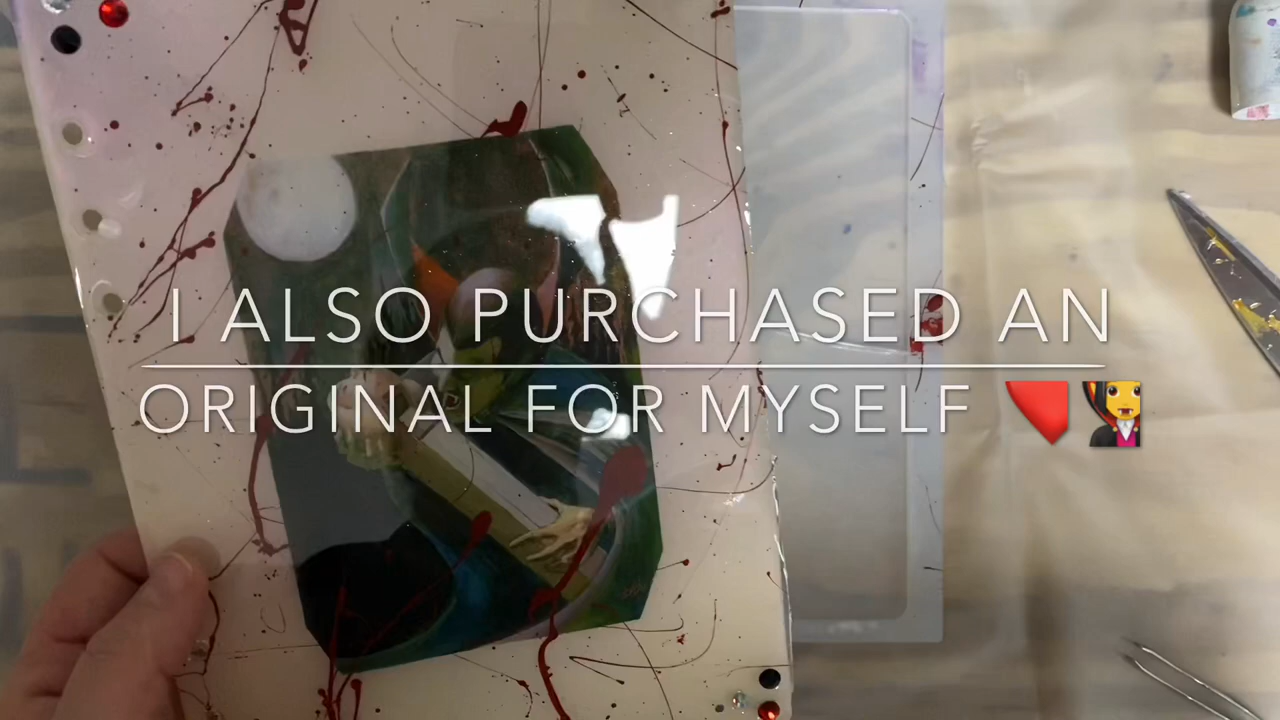 I ALSO PURCHASED AN
ORIGINAL FOR MYSELF ❤️🧛‍♀️